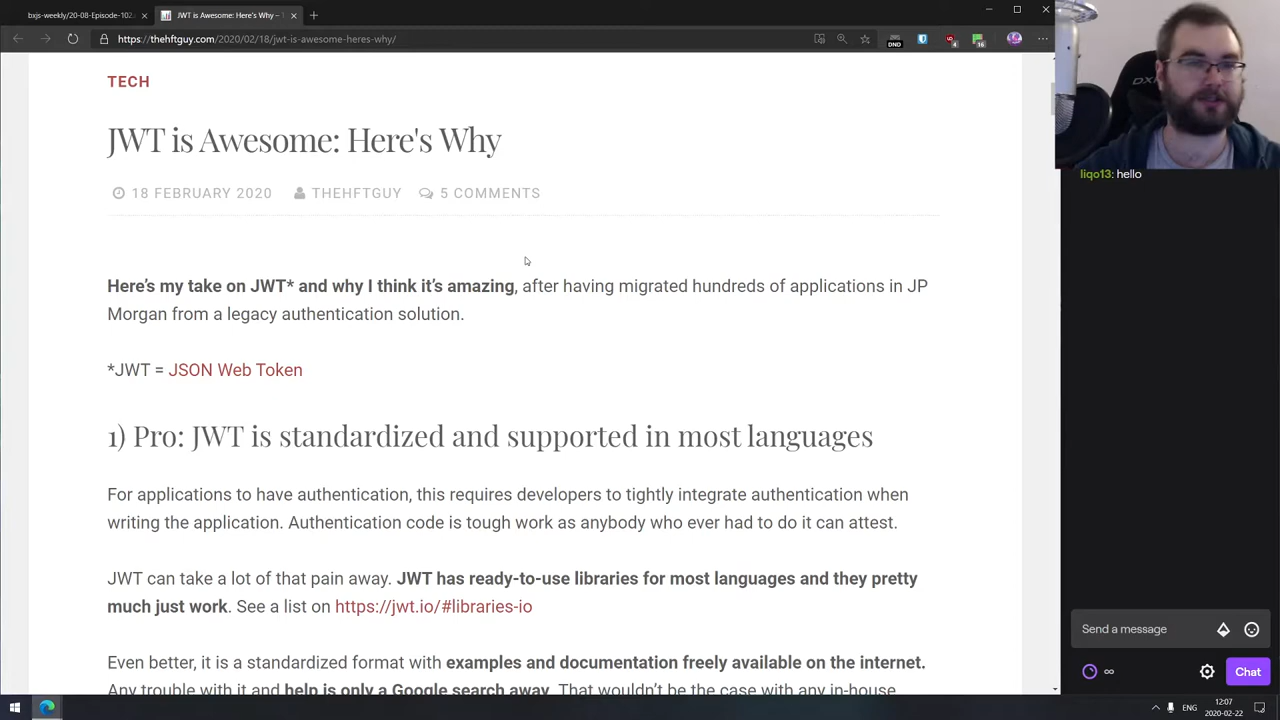 bxjs-weekly/20-08-Episode-102.
JWT is Awesome: Here's Why –
https://thehftguy.com/2020/02/18/jwt-is-awesome-heres-why/
DND
4
16
TECH
JWT is Awesome: Here's Why
18 FEBRUARY 2020 THEHFTGUY 5 COMMENTS
Here's my take on JWT* and why I think it's amazing, after having migrated hundreds of applications in JP
Morgan from a legacy authentication solution.
*JWT = JSON Web Token
1) Pro: JWT is standardized and supported in most languages
For applications to have authentication, this requires developers to tightly integrate authentication when
writing the application. Authentication code is tough work as anybody who ever had to do it can attest.
JWT can take a lot of that pain away. JWT has ready-to-use libraries for most languages and they pretty
much just work. See a list on https://jwt.io/#libraries-io
Even better, it is a standardized format with examples and documentation freely available on the internet.
Any trouble with it and help is only a Google search away. That wouldn't be the case with any in-house
liqo13: hello
Send a message
∞
Chat
ENG
12:07
2020-02-22